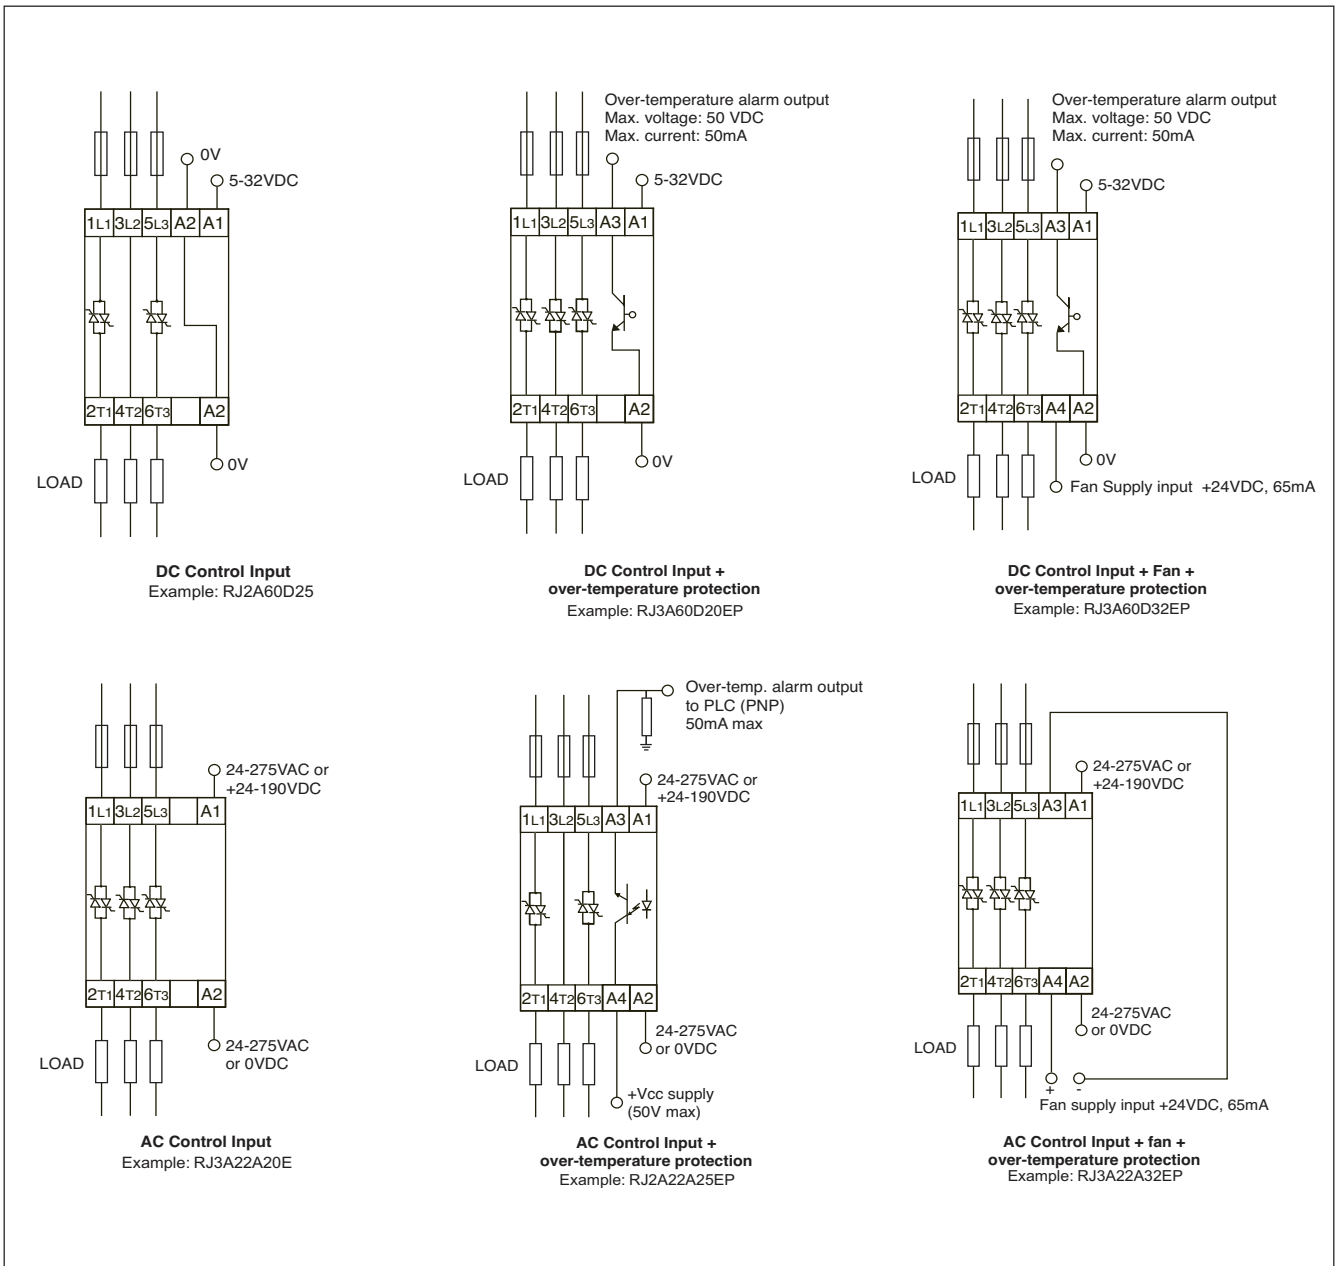 0V
5-32VDC
1L1 3L2 5L3 A2 A1
2T1 4T2 6T3 A2
0V
LOAD
DC Control Input
Example: RJ2A60D25
Over-temperature alarm output
Max. voltage: 50 VDC
Max. current: 50mA
5-32VDC
1L1 3L2 5L3 A3 A1
2T1 4T2 6T3 A2
0V
LOAD
DC Control Input +
over-temperature protection
Example: RJ3A60D20EP
Over-temperature alarm output
Max. voltage: 50 VDC
Max. current: 50mA
5-32VDC
1L1 3L2 5L3 A3 A1
2T1 4T2 6T3 A4 A2
0V
LOAD
Fan Supply input +24VDC, 65mA
DC Control Input + Fan +
over-temperature protection
Example: RJ3A60D32EP
24-275VAC or
+24-190VDC
1L1 3L2 5L3 A1
2T1 4T2 6T3 A2
24-275VAC
or 0VDC
LOAD
AC Control Input
Example: RJ3A22A20E
Over-temp. alarm output
to PLC (PNP)
50mA max
24-275VAC or
+24-190VDC
1L1 3L2 5L3 A3 A1
2T1 4T2 6T3 A4 A2
24-275VAC
or 0VDC
LOAD
+Vcc supply
(50V max)
AC Control Input +
over-temperature protection
Example: RJ2A22A25EP
24-275VAC or
+24-190VDC
1L1 3L2 5L3 A3 A1
2T1 4T2 6T3 A4 A2
24-275VAC
or 0VDC
LOAD
+ -
Fan supply input +24VDC, 65mA
AC Control Input + fan +
over-temperature protection
Example: RJ3A22A32EP